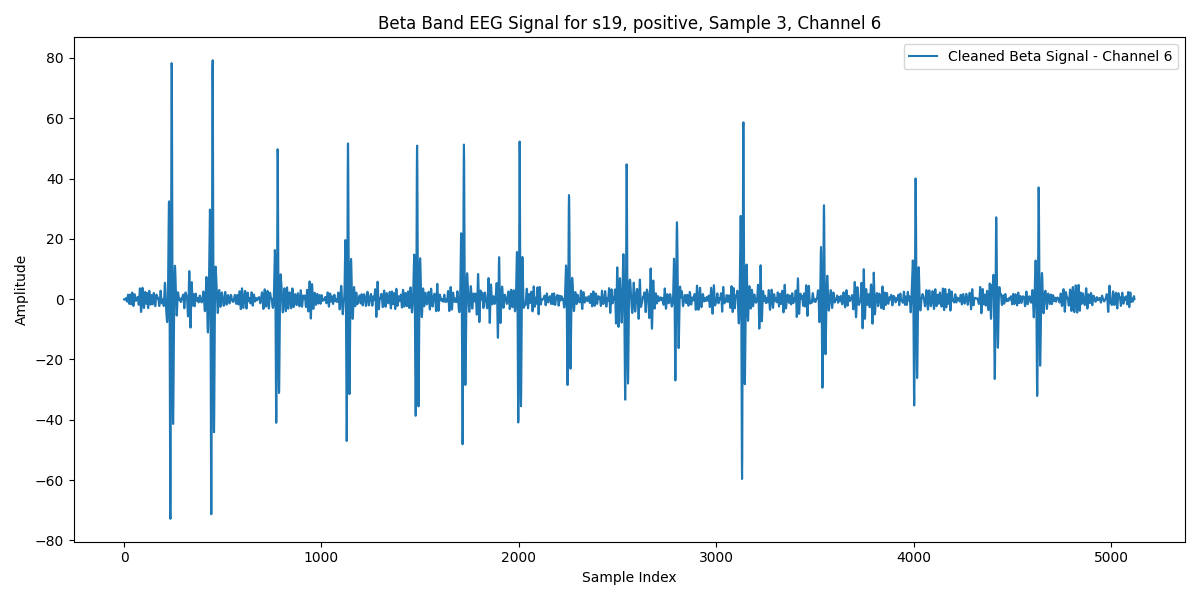 Beta Band EEG Signal for s19, positive, Sample 3, Channel 6
Cleaned Beta Signal - Channel 6
Amplitude
80
60
40
20
0
−20
−40
−60
−80
0 1000 2000 3000 4000 5000
Sample Index